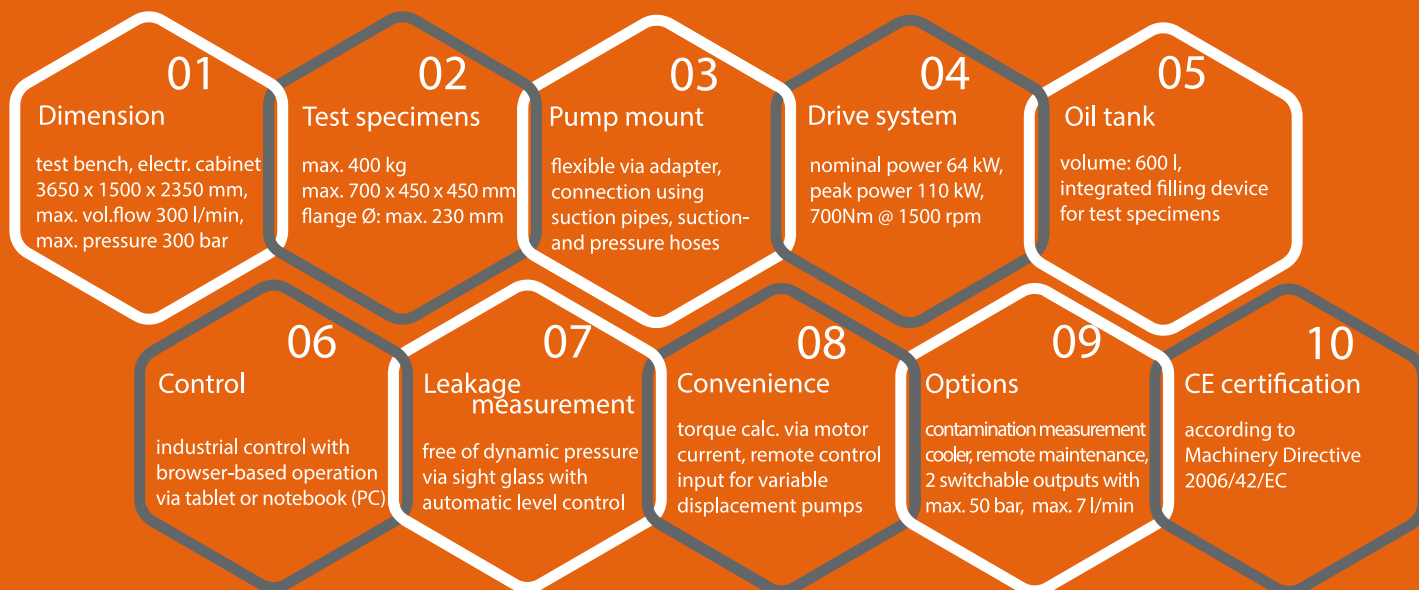 01
Dimension
test bench, electr. cabinet
3650 x 1500 x 2350 mm,
max. vol.flow 300 l/min,
max. pressure 300 bar
02
Test specimens
max. 400 kg
max. 700 x 450 x 450 mm
flange Ø: max. 230 mm
03
Pump mount
flexible via adapter,
connection using
suction pipes, suction-
and pressure hoses
04
Drive system
nominal power 64 kW,
peak power 110 kW,
700Nm @ 1500 rpm
05
Oil tank
volume: 600 l,
integrated filling device
for test specimens
06
Control
industrial control with
browser-based operation
via tablet or notebook (PC)
07
Leakage
measurement
free of dynamic pressure
via sight glass with
automatic level control
08
Convenience
torque calc. via motor
current, remote control
input for variable
displacement pumps
09
Options
contamination measurement
cooler, remote maintenance,
2 switchable outputs with
max. 50 bar, max. 7 l/min
10
CE certification
according to
Machinery Directive
2006/42/EC